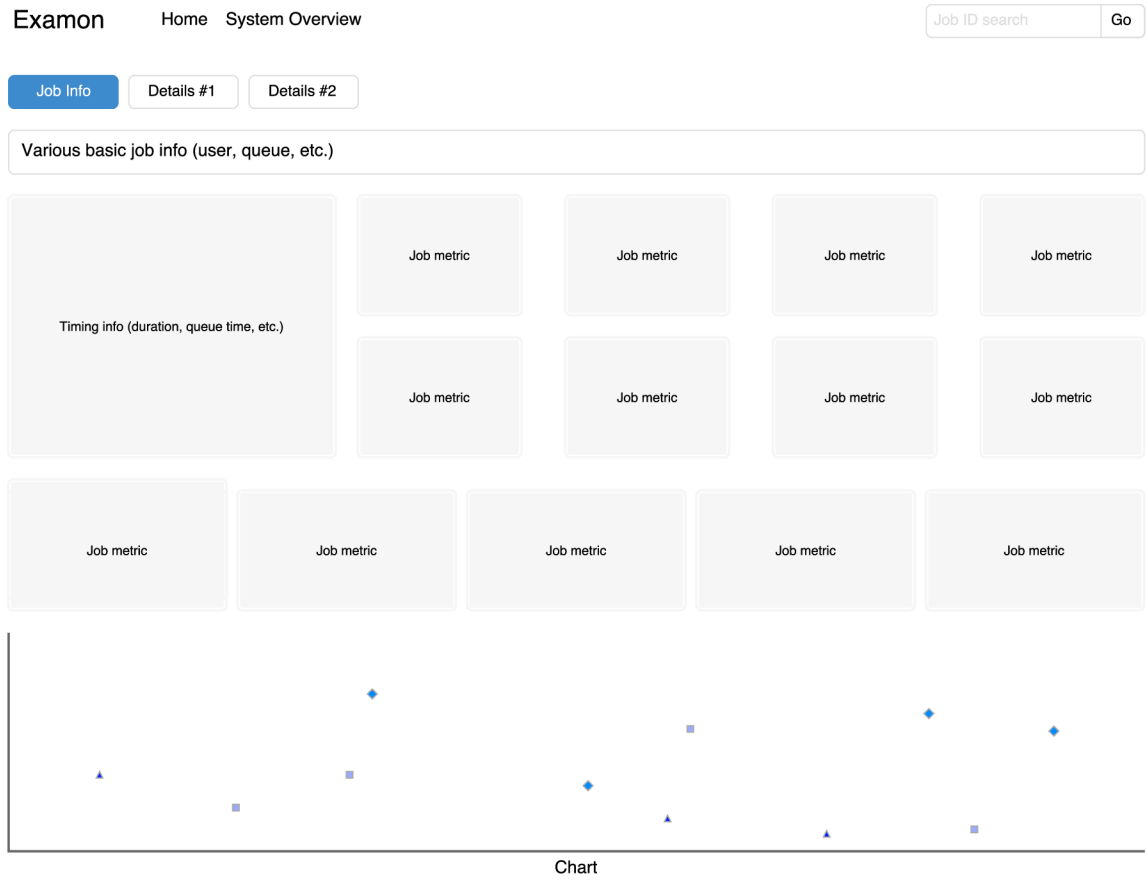 Examon Home System Overview Job ID search Go
Job Info Details #1 Details #2
Various basic job info (user, queue, etc.)
Job metric Job metric Job metric Job metric
Timing info (duration, queue time, etc.)
Job metric Job metric Job metric Job metric
Job metric Job metric Job metric Job metric Job metric
Chart